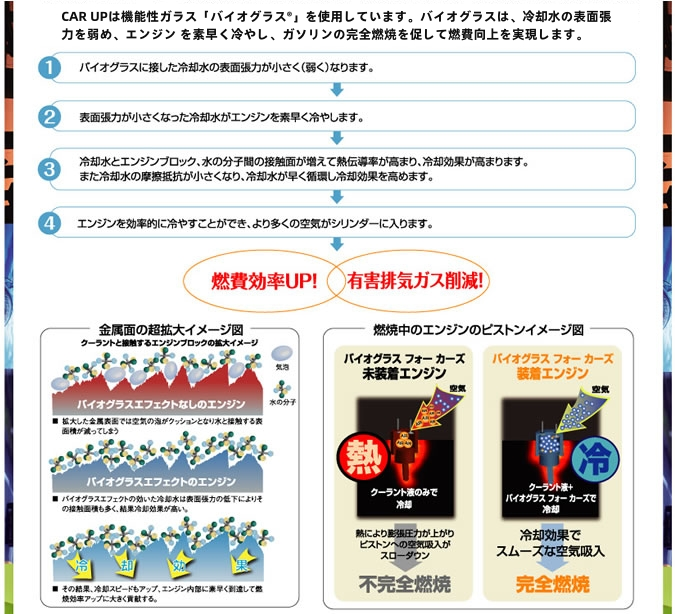 CAR UPは機能性ガラス「バイオグラス®」を使用しています。バイオグラスは、冷却水の表面張
力を弱め、エンジン を素早く冷やし、ガソリンの完全燃焼を促して燃費向上を実現します。
1 バイオグラスに接した冷却水の表面張力が小さく（弱く）なります。
2 表面張力が小さくなった冷却水がエンジンを素早く冷やします。
3 冷却水とエンジンブロック、水の分子間の接触面が増えて熱伝導率が高まり、冷却効果が高まります。
また冷却水の摩擦抵抗が小さくなり、冷却水が早く循環し冷却効果を高めます。
4 エンジンを効率的に冷やすことができ、より多くの空気がシリンダーに入ります。
燃費効率UP! 有害排気ガス削減!
金属面の超拡大イメージ図
クーラントと接触するエンジンブロックの拡大イメージ
気泡
水の分子
バイオグラスエフェクトなしのエンジン
■ 拡大した金属表面では空気の泡がクッションとなり水と接触する表
面積が減ってしまう
バイオグラスエフェクトのエンジン
■ バイオグラスエフェクトの効いた冷却水は表面張力の低下によりそ
の接触面積も多く、結果冷却効果が高い。
冷 却 効 果
■ その結果、冷却スピードもアップ、エンジン内部に素早く到達して燃
焼効率アップに大きく貢献する。
燃焼中のエンジンのピストンイメージ図
バイオグラス フォー カーズ
未装着エンジン
空気
熱
クーラント液のみで
冷却
熱により膨張圧力が上がり
ピストンへの空気吸入が
スローダウン
不完全燃焼
バイオグラス フォー カーズ
装着エンジン
空気
冷
クーラント液+
バイオグラス フォー カーズで
冷却
冷却効果で
スムーズな空気吸入
完全燃焼